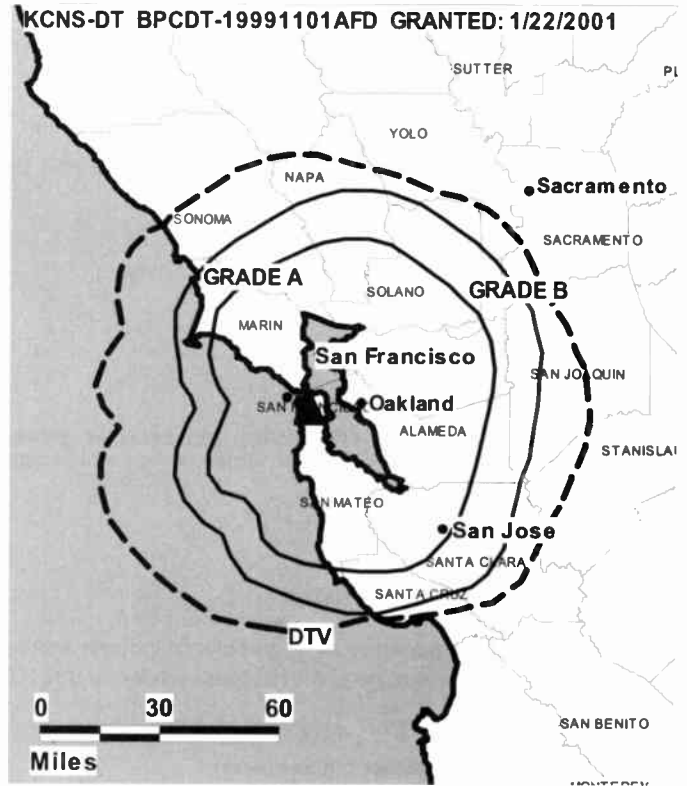 KCNS-DT BPCDT-19991101AFD GRANTED: 1/22/2001
SUTTER
YOLO
NAPA
Sacramento
SONOMA
SACRAMENTO
GRADE A
SOLANO
GRADE B
MARIN
San Francisco
SAN JOAQUIN
Oakland
ALAMEDA
STANISLAU
SAN MATEO
San Jose
SANTA CLARA
SANTA CRUZ
DTV
0 30 60
Miles
SAN BENITO